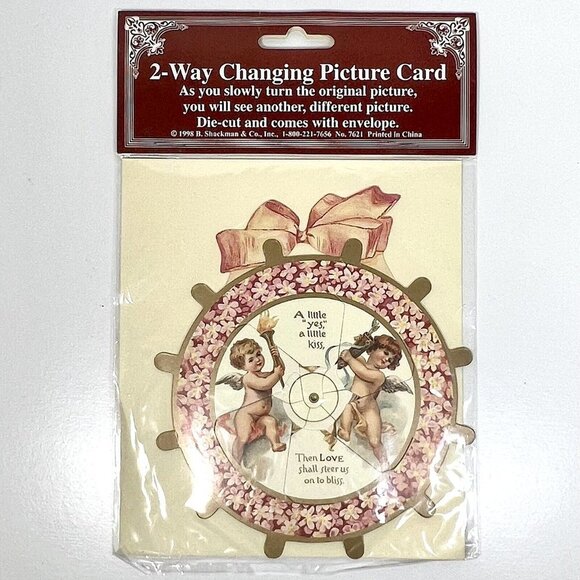 2-Way Changing Picture Card
As you slowly turn the original picture,
you will see another, different picture.
Die-cut and comes with envelope.
© 1998 B. Shackman & Co., Inc., 1-800-221-7656 No. 7621 Printed in China
A little
"yes,"
a little
kiss,
Then LOVE
shall steer us
on to bliss.